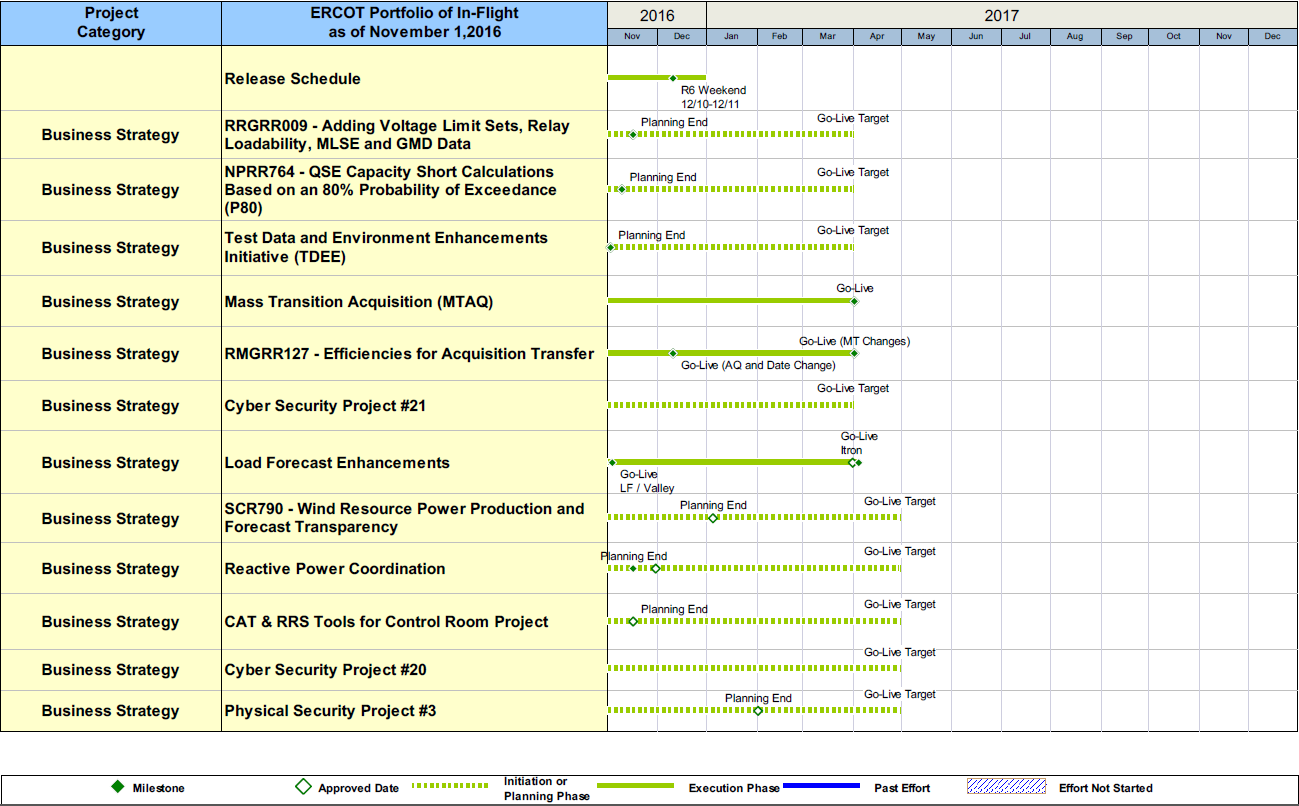 Project
Category
ERCOT Portfolio of In-Flight
as of November 1,2016
2016
2017
Nov
Dec
Jan
Feb
Mar
Apr
May
Jun
Jul
Aug
Sep
Oct
Nov
Dec
Release Schedule
R6 Weekend
12/10-12/11
Business Strategy
RRGRR009 - Adding Voltage Limit Sets, Relay
Loadability, MLSE and GMD Data
Planning End
Go-Live Target
Business Strategy
NPRR764 - QSE Capacity Short Calculations
Based on an 80% Probability of Exceedance
(P80)
Planning End
Go-Live Target
Business Strategy
Test Data and Environment Enhancements
Initiative (TDEE)
Planning End
Go-Live Target
Business Strategy
Mass Transition Acquisition (MTAQ)
Go-Live
Business Strategy
RMGRR127 - Efficiencies for Acquisition Transfer
Go-Live (MT Changes)
Go-Live (AQ and Date Change)
Business Strategy
Cyber Security Project #21
Go-Live Target
Business Strategy
Load Forecast Enhancements
Go-Live
Itron
Go-Live
LF / Valley
Business Strategy
SCR790 - Wind Resource Power Production and
Forecast Transparency
Planning End
Go-Live Target
Business Strategy
Reactive Power Coordination
Planning End
Go-Live Target
Business Strategy
CAT & RRS Tools for Control Room Project
Planning End
Go-Live Target
Business Strategy
Cyber Security Project #20
Go-Live Target
Business Strategy
Physical Security Project #3
Planning End
Go-Live Target
Milestone
Approved Date
Initiation or
Planning Phase
Execution Phase
Past Effort
Effort Not Started